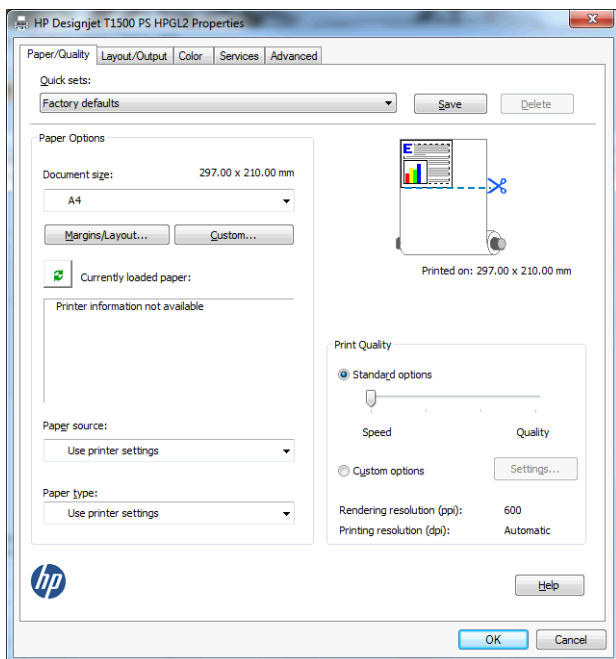 HP Designjet T1500 PS HPGL2 Properties
Paper/Quality Layout/Output Color Services Advanced
Quick sets:
Factory defaults
Save Delete
Paper Options
Document size: 297.00 x 210.00 mm
A4
Margins/Layout... Custom...
Currently loaded paper:
Printer information not available
Paper source:
Use printer settings
Paper type:
Use printer settings
E
Printed on: 297.00 x 210.00 mm
Print Quality
Standard options
Speed Quality
Custom options Settings...
Rendering resolution (ppi): 600
Printing resolution (dpi): Automatic
hp
Help
OK Cancel